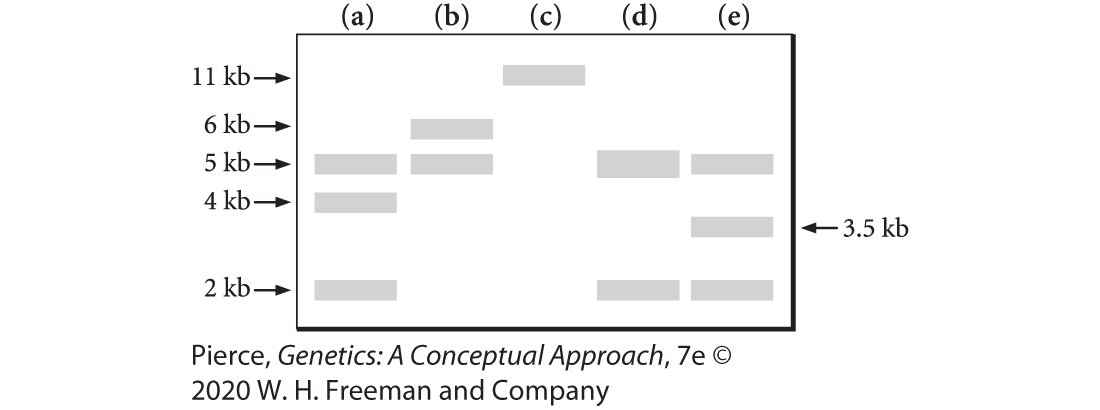 (a) (b) (c) (d) (e)
11 kb
6 kb
5 kb
4 kb
3.5 kb
2 kb
Pierce, Genetics: A Conceptual Approach, 7e ©
2020 W. H. Freeman and Company